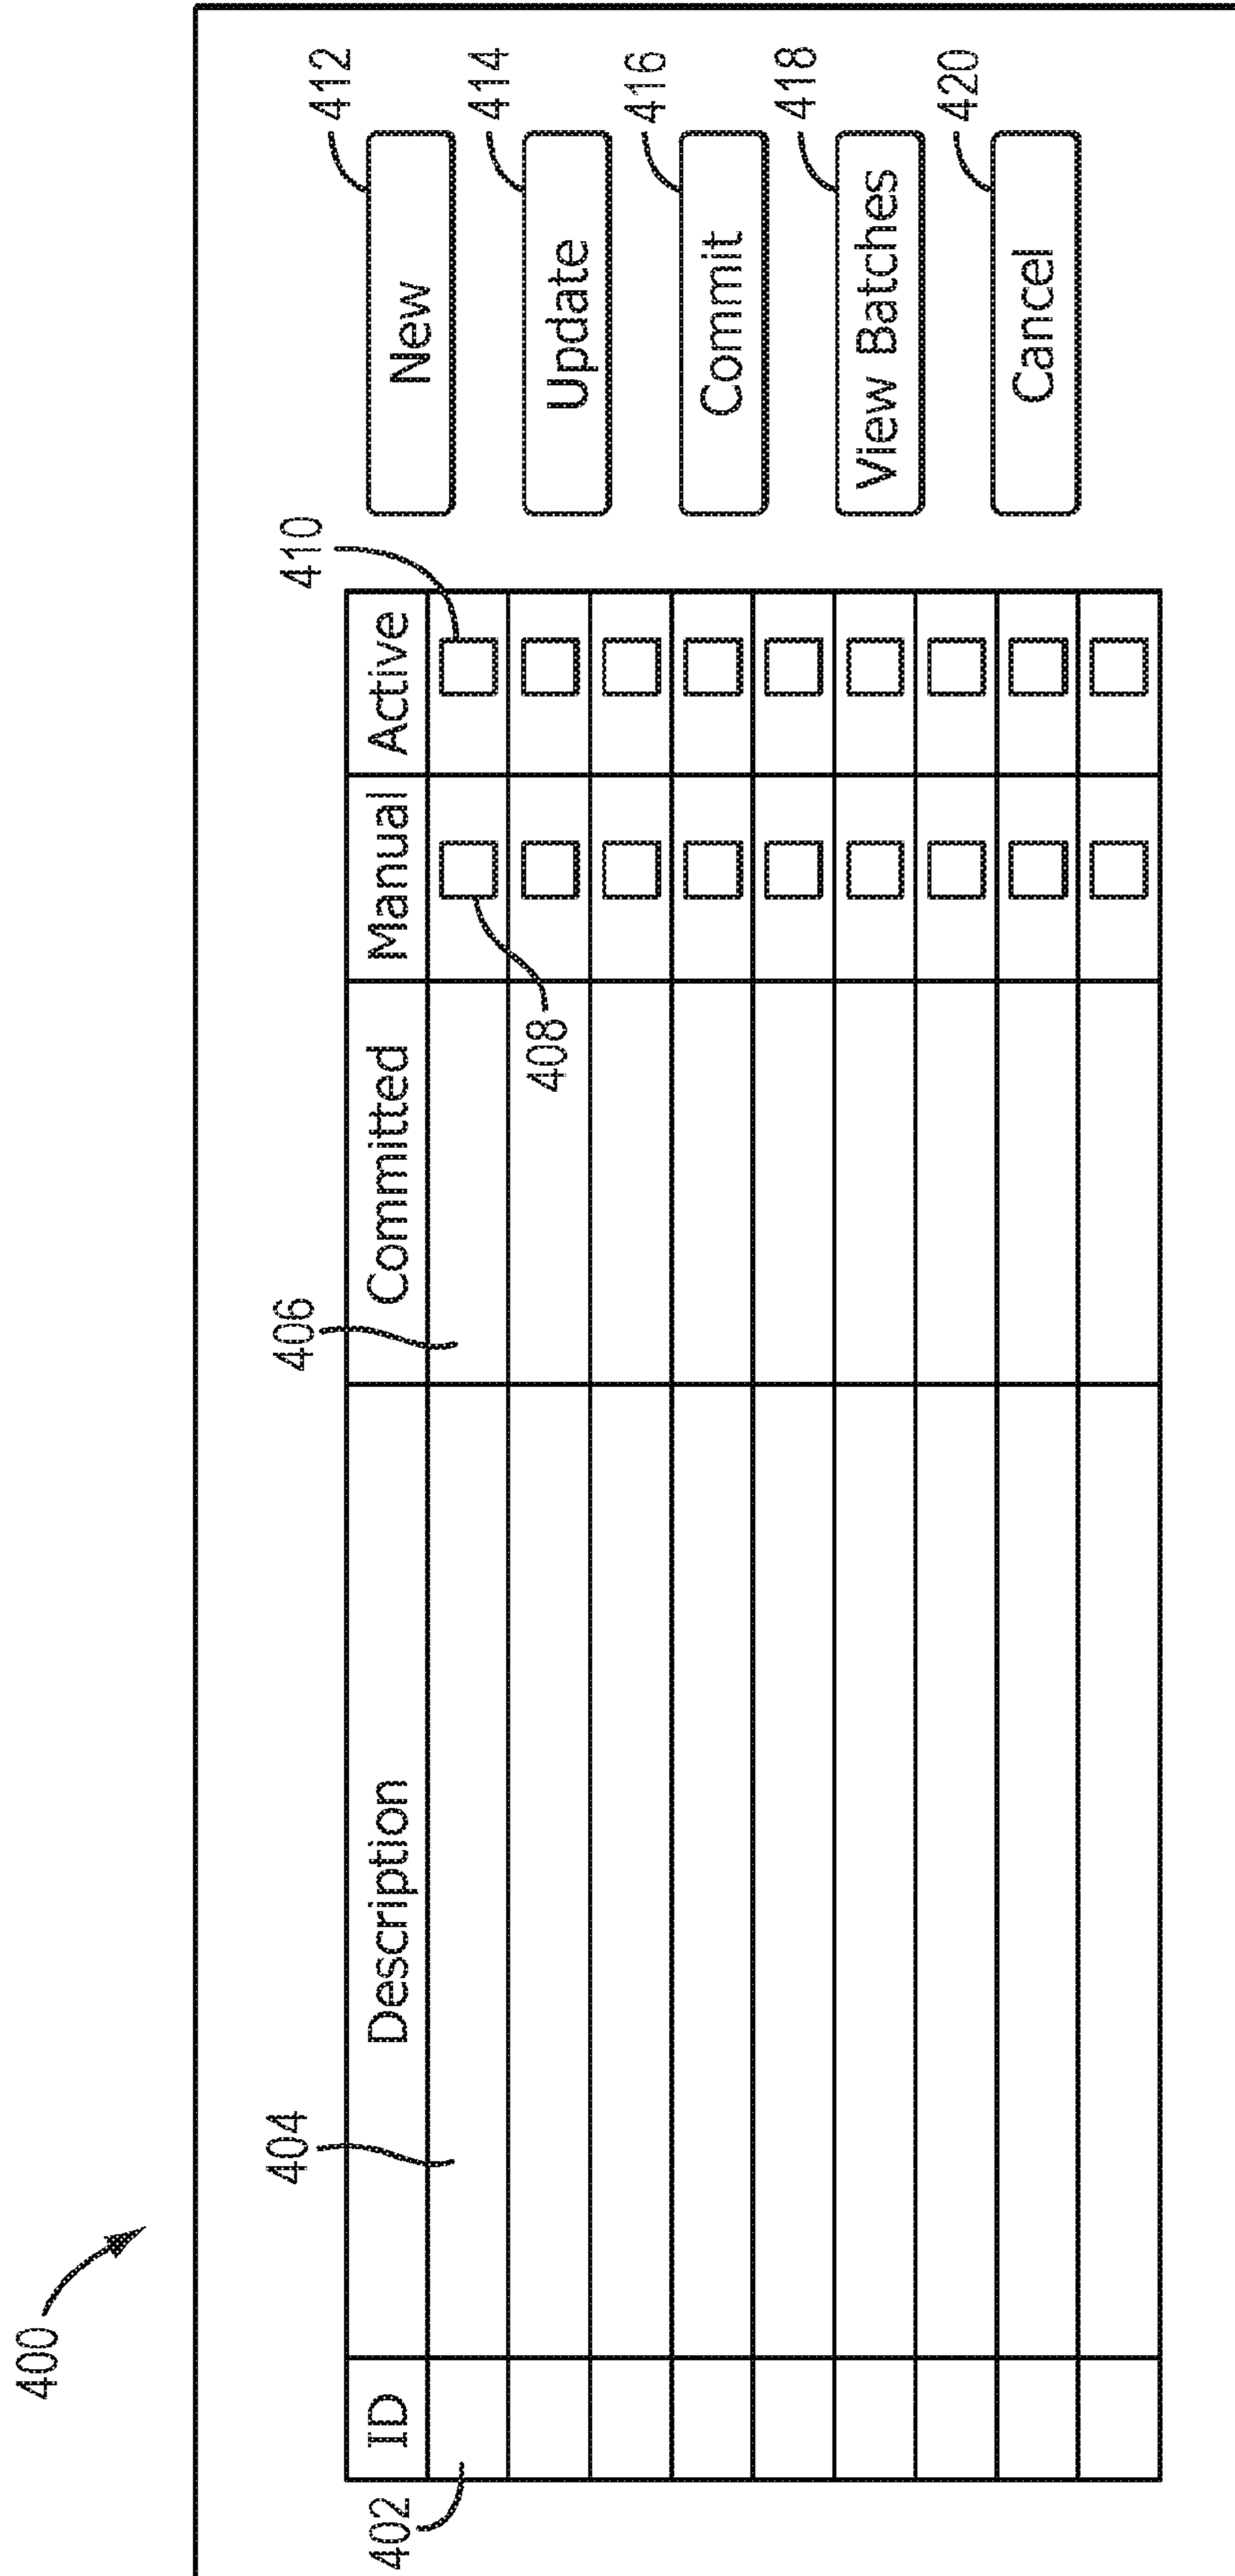 400
402
404
406
408
410
412
414
416
418
420
ID Description Committed Manual Active
New
Update
Commit
View Batches
Cancel